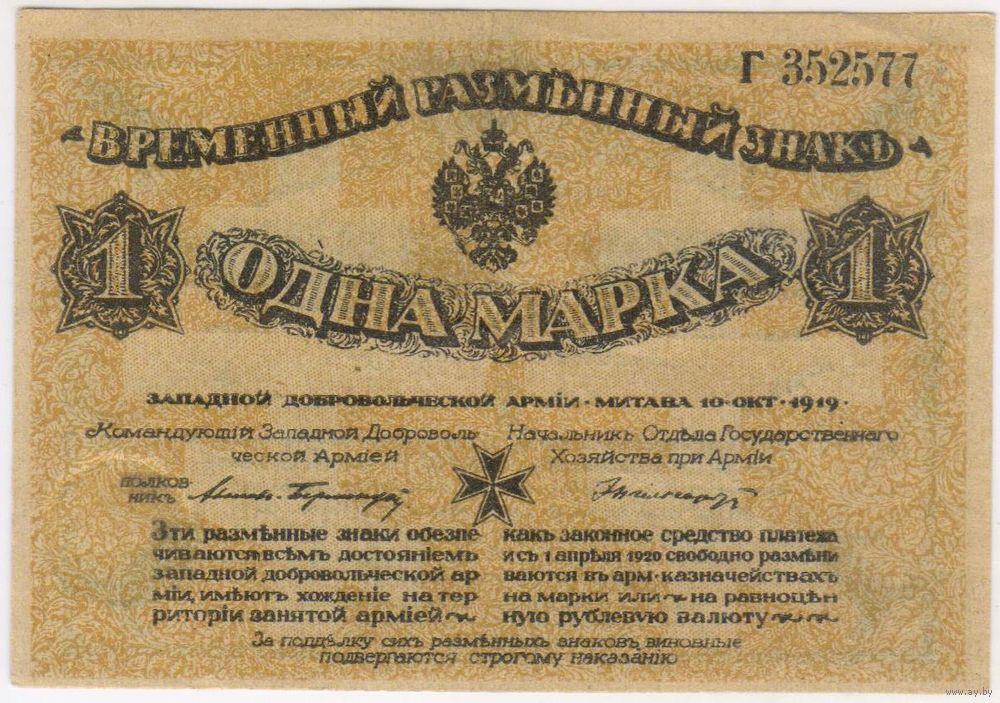 Г 352577
ВРЕМЕННЫЙ РАЗМѢННЫЙ ЗНАКЪ
1 ОДНА МАРКА 1
ЗАПАДНОЙ ДОБРОВОЛЬЧЕСКОЙ АРМІИ · МИТАВА 10 · ОКТ · 1919 ·
Командующій Западной Доброволь
ческой Арміей
Начальникъ Отдѣла Государственнаго
Хозяйства при Арміи
полков-
никъ
Эти размѣнные знаки обезпе
чиваются всѣмъ достояніемъ
западной добровольческой ар
міи, имѣютъ хожденіе на тер
риторіи занятой арміей
какъ законное средство платежа
и съ 1 апрѣля 1920 свободно размѣни
ваются въ арм · казначействахъ
на марки или на равноцѣн
ную рублевую валюту
За поддѣлку сихъ размѣнныхъ знаковъ, виновные
подвергаются строгому наказанію
www.ay.by